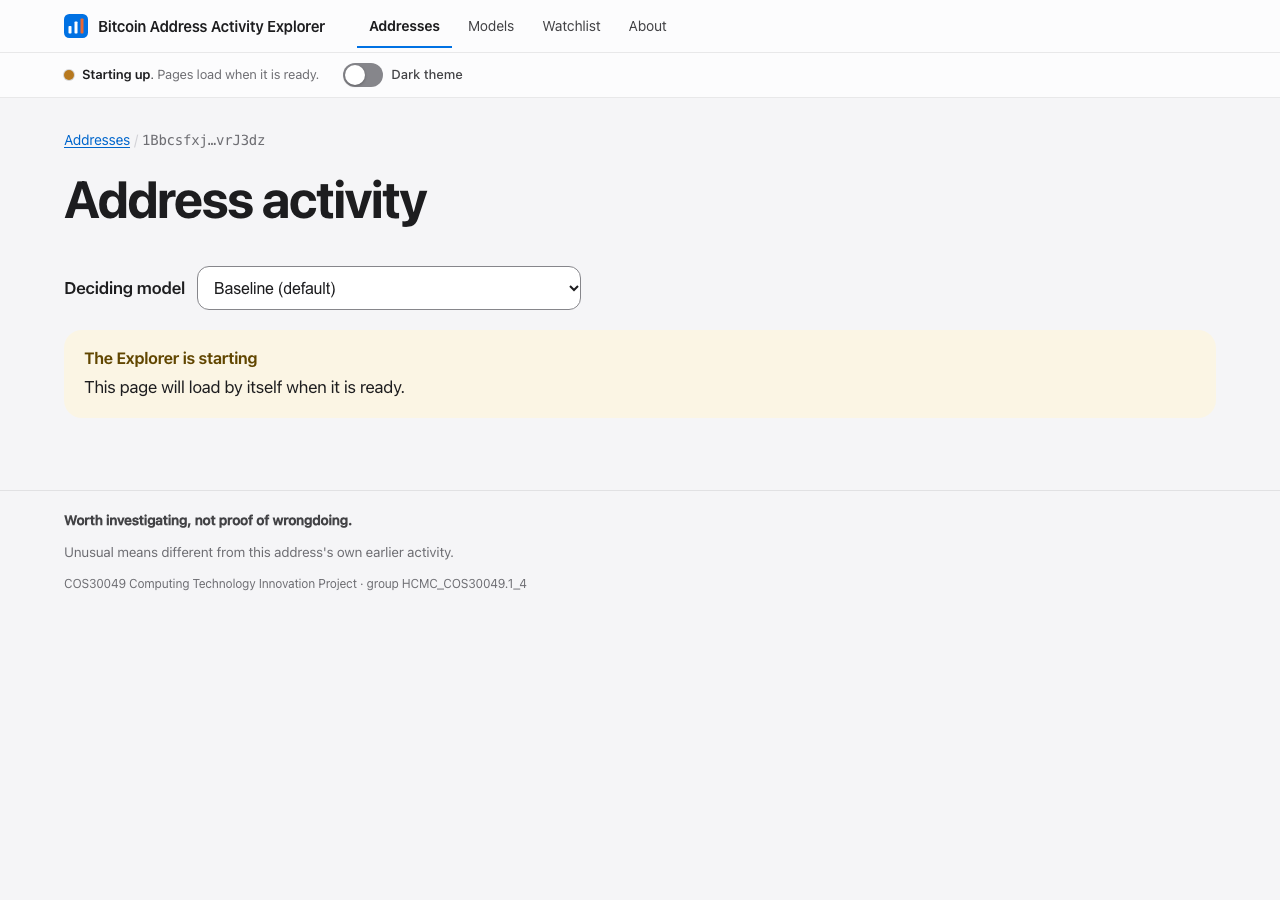 Bitcoin Address Activity Explorer Addresses Models Watchlist About
Starting up. Pages load when it is ready. Dark theme
Addresses / 1Bbcsfxj…vrJ3dz
Address activity
Deciding model Baseline (default)
The Explorer is starting
This page will load by itself when it is ready.
Worth investigating, not proof of wrongdoing.
Unusual means different from this address's own earlier activity.
COS30049 Computing Technology Innovation Project · group HCMC_COS30049.1_4